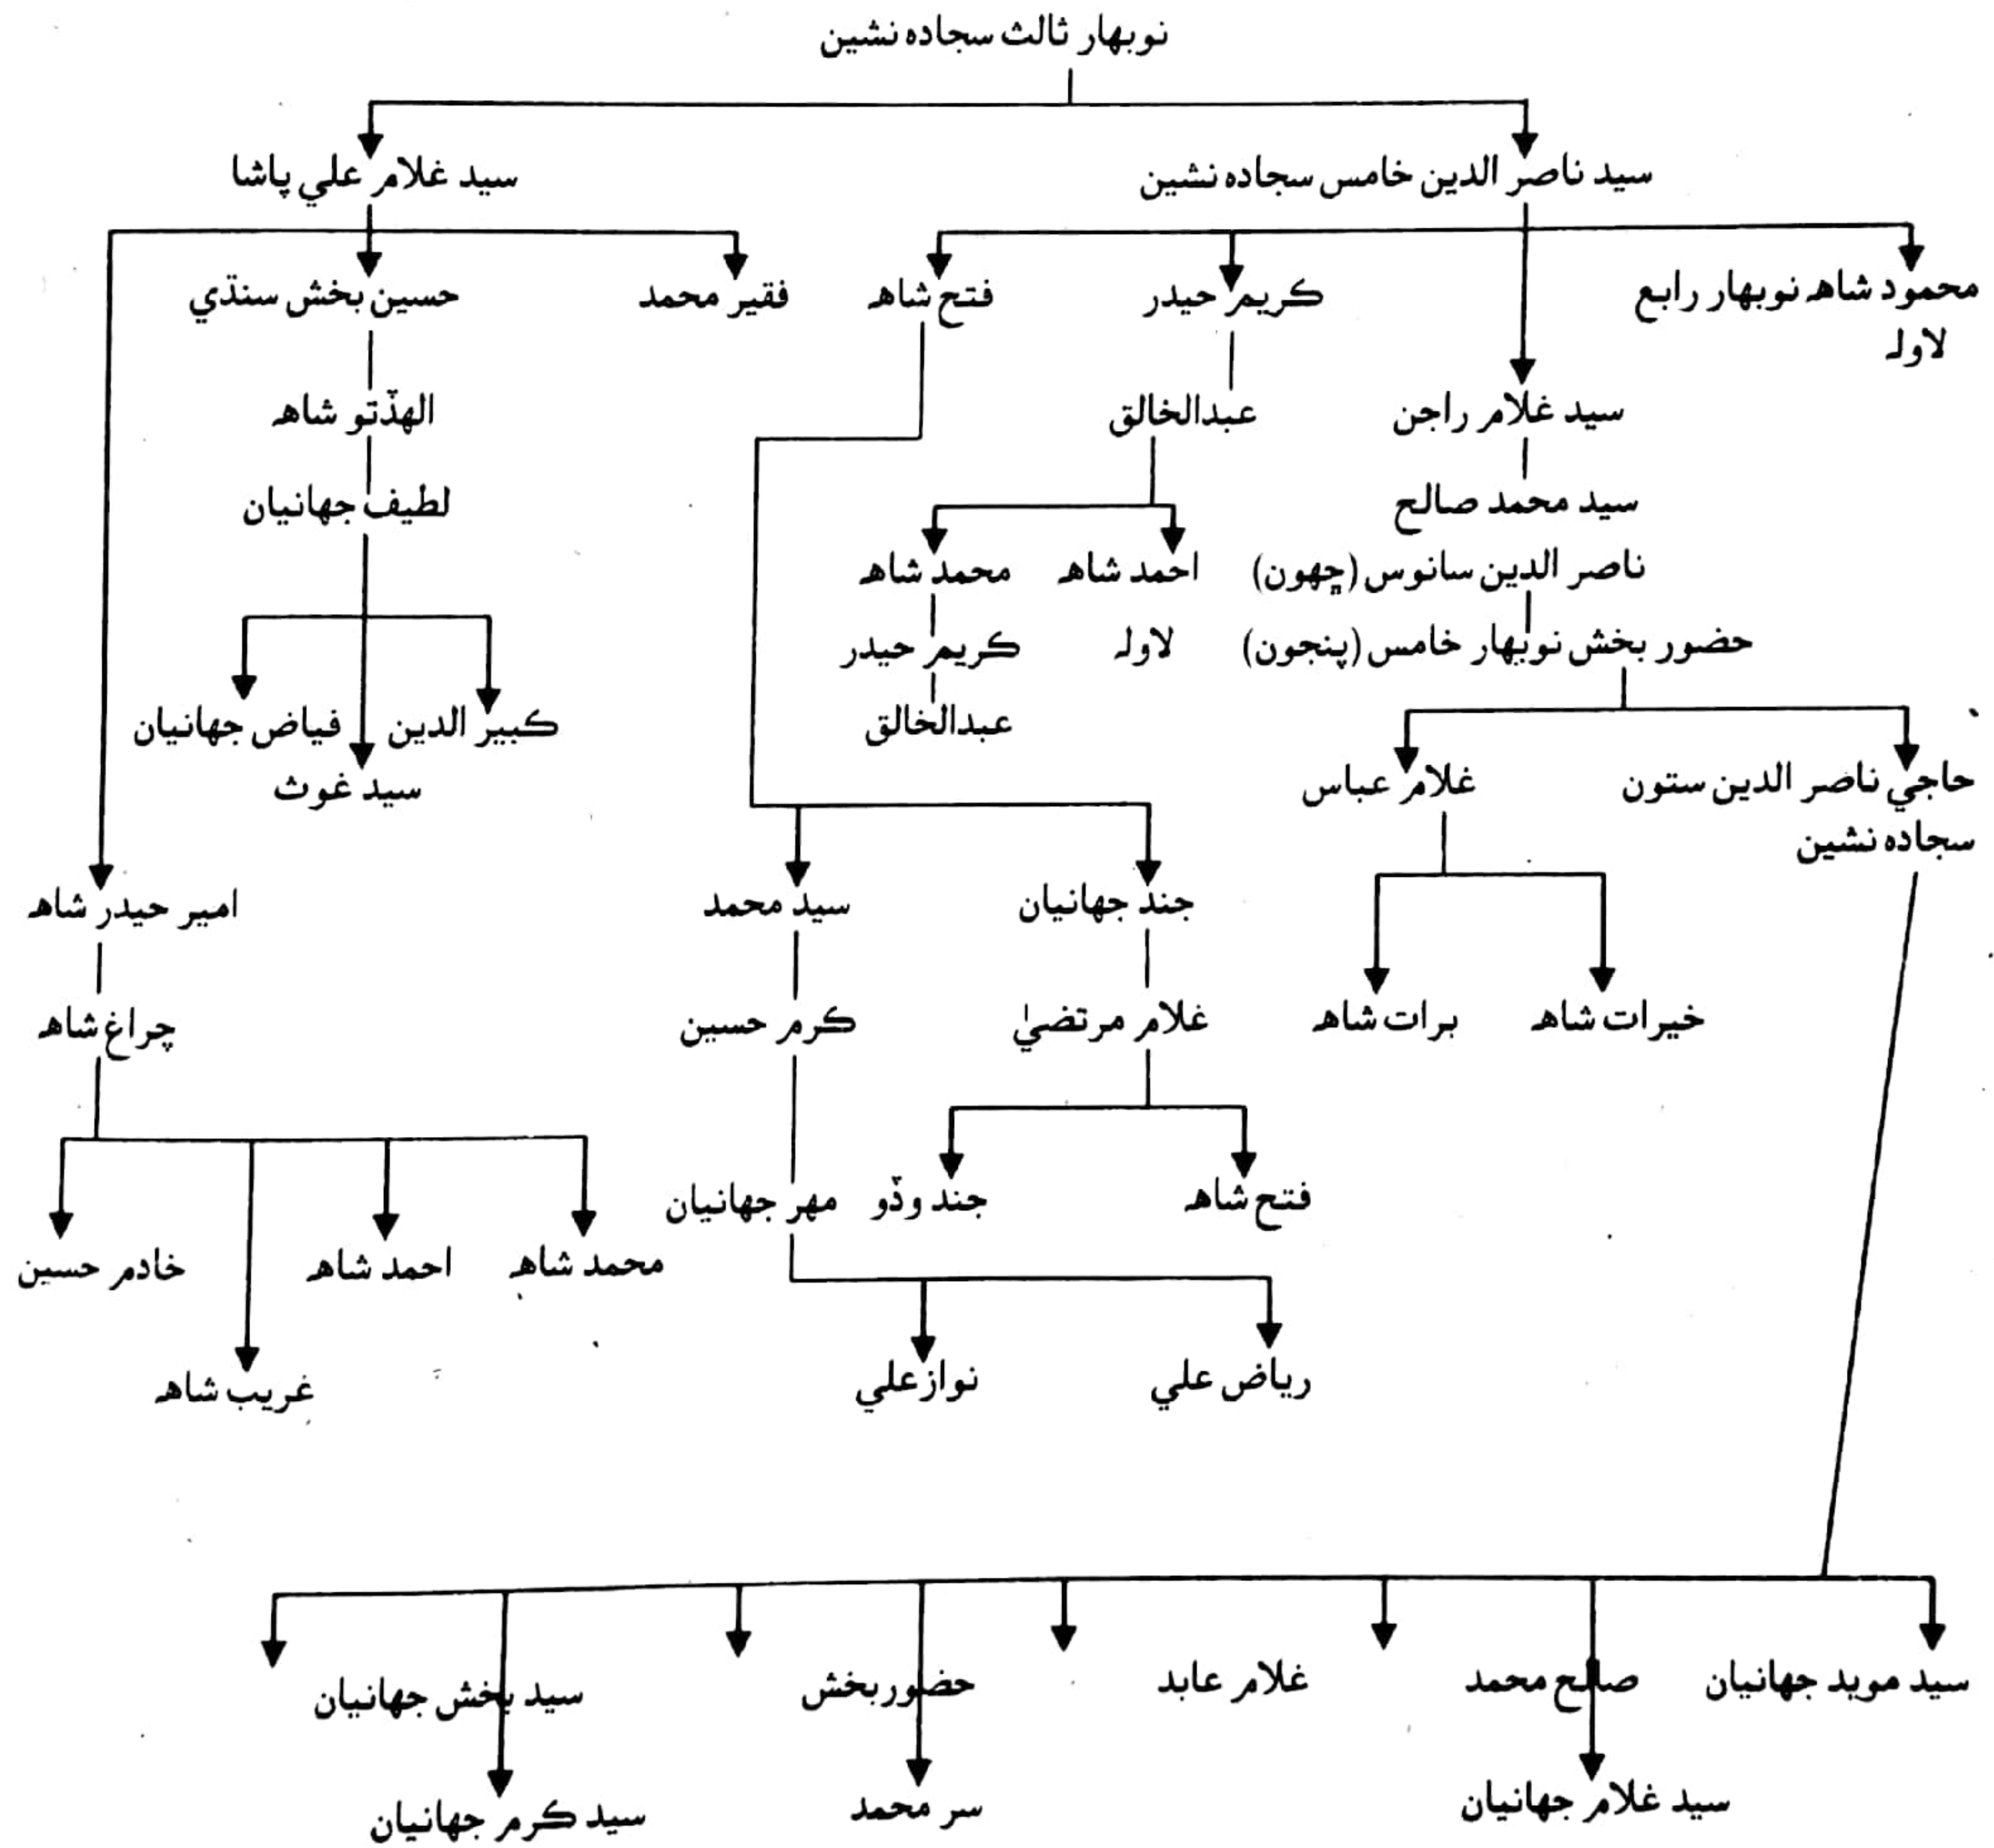 نوبهار ثالث سجاده نشين
سيد ناصر الدين خامس سجاده نشين
سيد غلام علي پاشا
محمود شاهه نوبهار رابع
لاولد
ڪريم حيدر
فتح شاهه
فقير محمد
حسين بخش سنڌي
سيد غلام راجن
عبدالخالق
الهڏتو شاهه
سيد محمد صالح
لطيف جهانيان
ناصر الدين سانوس (ڇهون)
احمد شاهه
محمد شاهه
حضور بخش نوبهار خامس (پنجون)
لاولد
ڪريم حيدر
عبدالخالق
ڪبير الدين
فياض جهانيان
سيد غوث
حاجي ناصر الدين ستون
سجاده نشين
غلام عباس
جند جهانيان
سيد محمد
امير حيدر شاهه
خيرات شاهه
برات شاهه
غلام مرتضيٰ
ڪرم حسين
چراغ شاهه
فتح شاهه
جند وڏو
مهر جهانيان
محمد شاهه
احمد شاهه
خادم حسين
غريب شاهه
رياض علي
نواز علي
سيد مويد جهانيان
صالح محمد
غلام عابد
حضور بخش
سيد بخش جهانيان
سيد غلام جهانيان
سر محمد
سيد ڪرم جهانيان